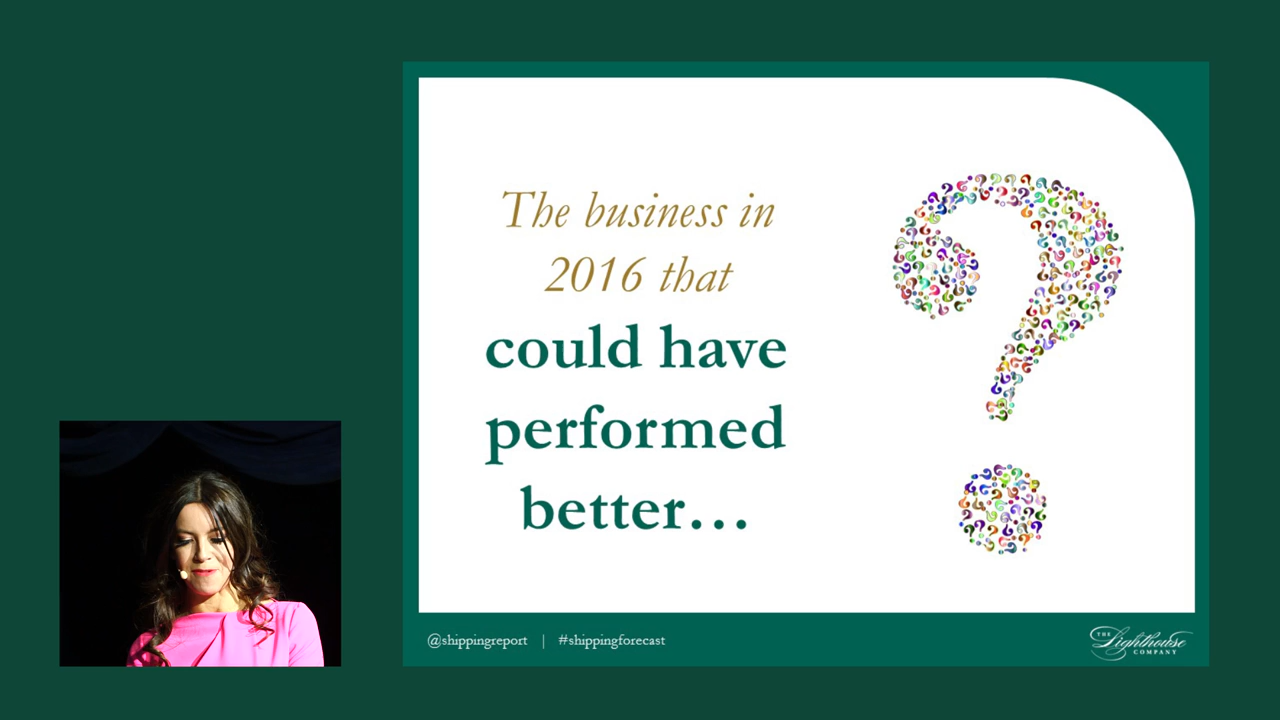 The business in
2016 that
could have
performed
better…
@shippingreport | #shippingforecast
THE
Lighthouse
COMPANY